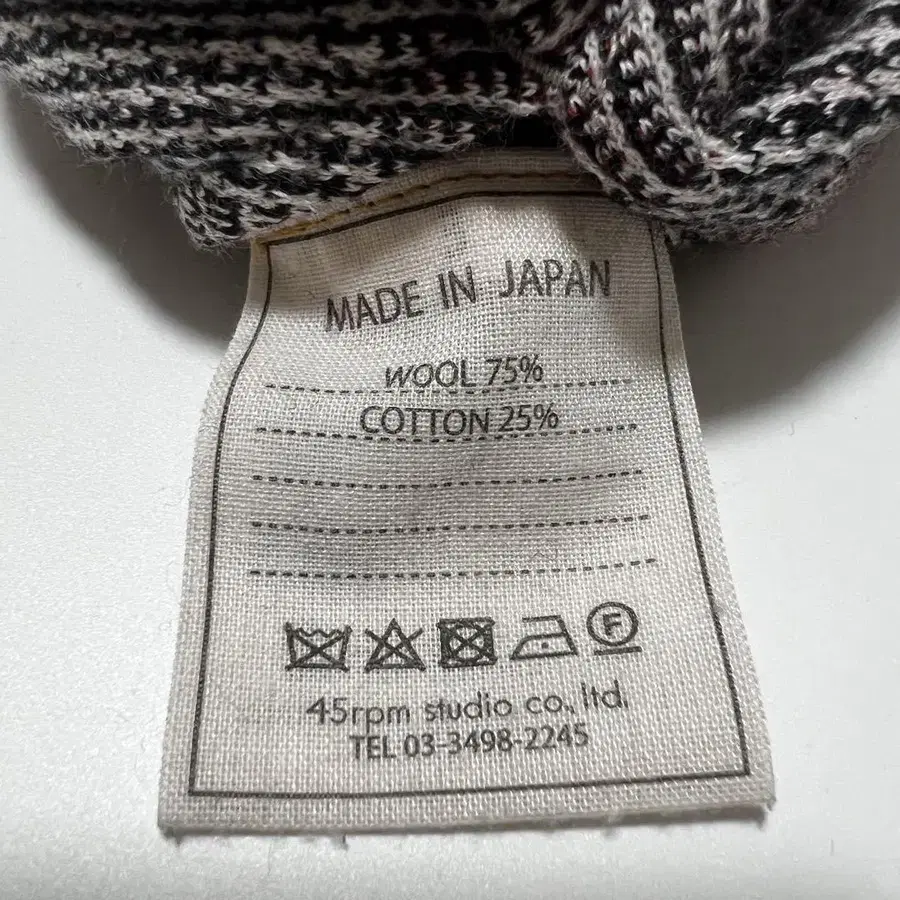 MADE IN JAPAN
WOOL 75%
COTTON 25%
F
45rpm studio co., ltd.
TEL 03-3498-2245